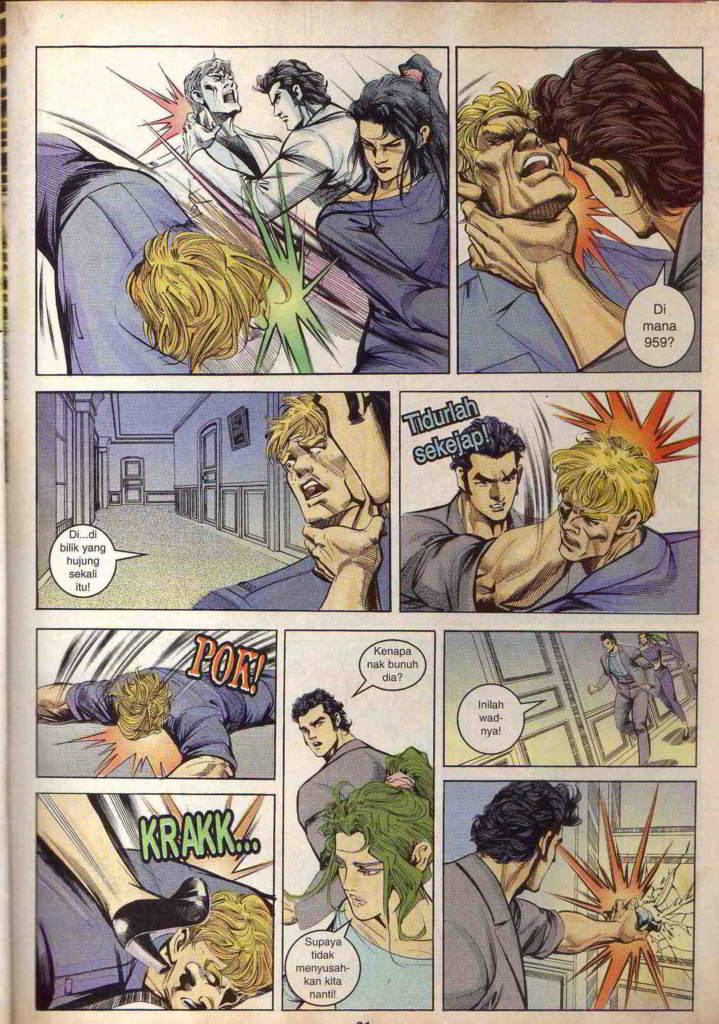 Di
mana
959?
Di...di
bilik yang
hujung
sekali
itu!
Tidurlah
sekejap!
POK!
Kenapa
nak bunuh
dia?
Inilah
wad-
nya!
KRAKK...
Supaya
tidak
menyusah-
kan kita
nanti!